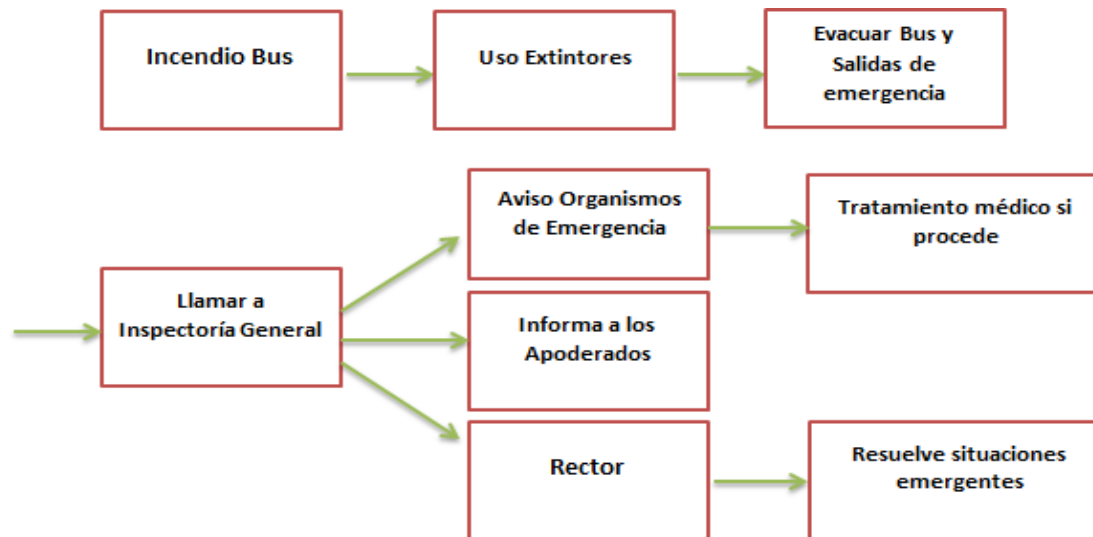 Incendio Bus
Uso Extintores
Evacuar Bus y
Salidas de
emergencia
Aviso Organismos
de Emergencia
Tratamiento médico si
procede
Llamar a
Inspectoría General
Informa a los
Apoderados
Rector
Resuelve situaciones
emergentes